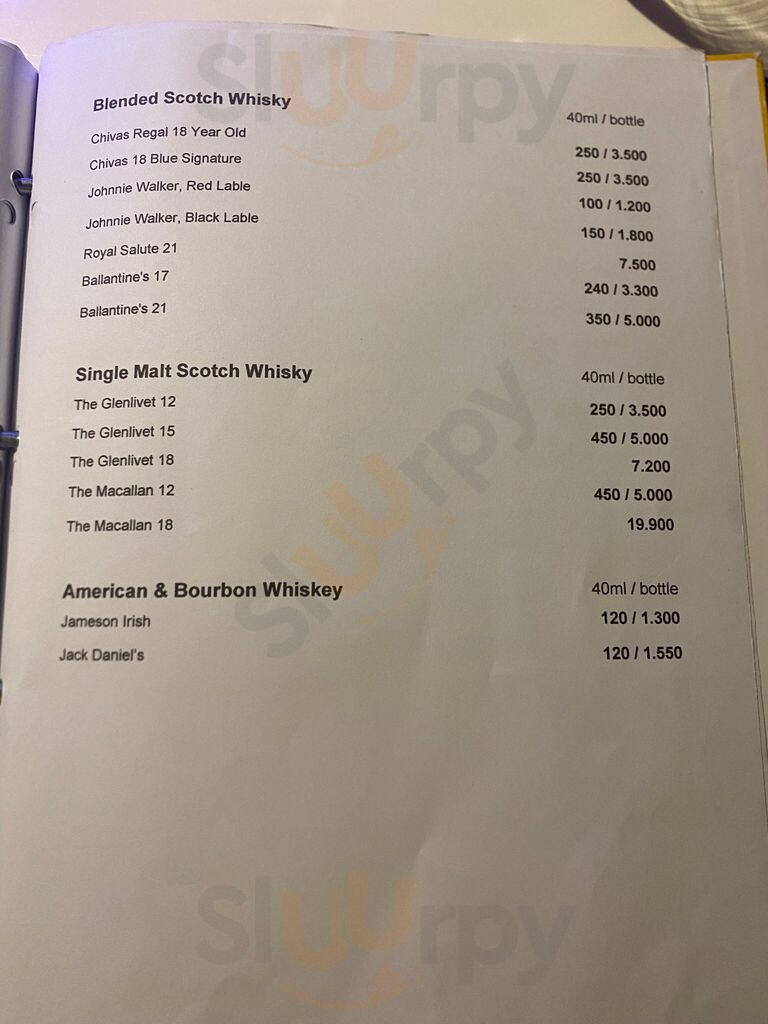 Blended Scotch Whisky 40ml / bottle
Chivas Regal 18 Year Old 250 / 3.500
Chivas 18 Blue Signature 250 / 3.500
Johnnie Walker, Red Lable 100 / 1.200
Johnnie Walker, Black Lable 150 / 1.800
Royal Salute 21 7.500
Ballantine's 17 240 / 3.300
Ballantine's 21 350 / 5.000
Single Malt Scotch Whisky 40ml / bottle
The Glenlivet 12 250 / 3.500
The Glenlivet 15 450 / 5.000
The Glenlivet 18 7.200
The Macallan 12 450 / 5.000
The Macallan 18 19.900
American & Bourbon Whiskey 40ml / bottle
Jameson Irish 120 / 1.300
Jack Daniel's 120 / 1.550
Sluurpy
Sluurpy
Sluurpy